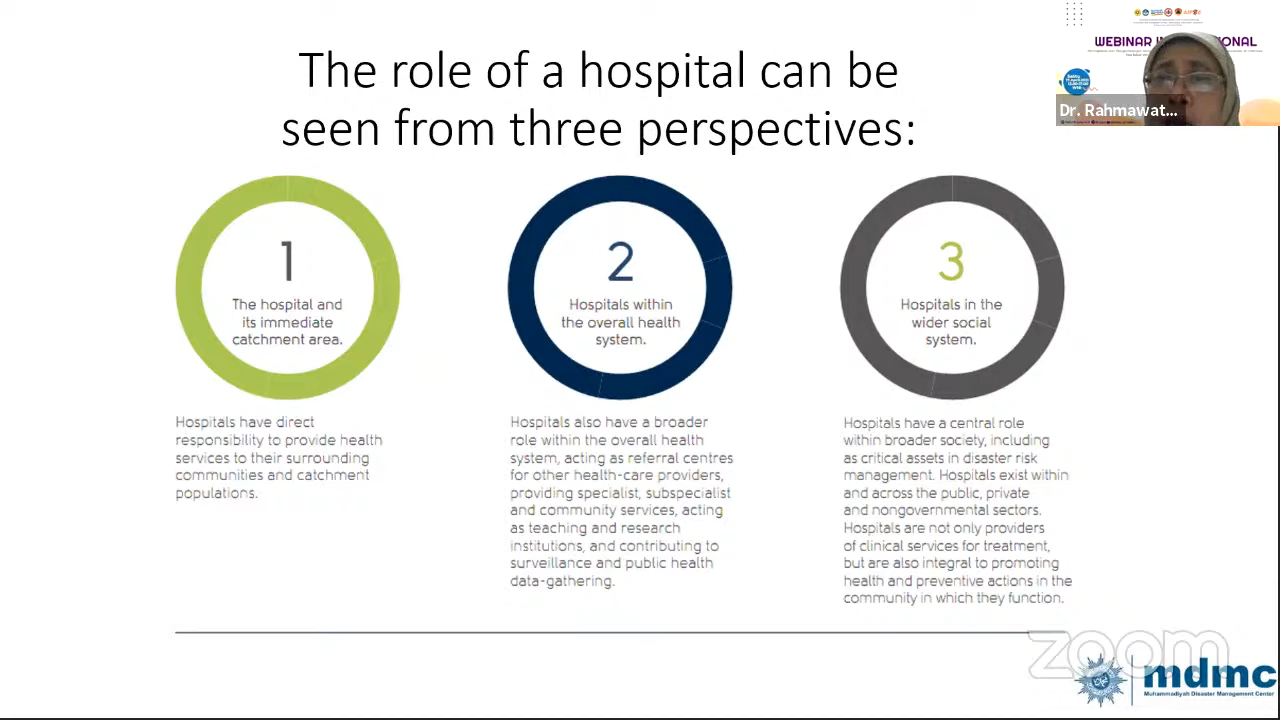 The role of a hospital can be
seen from three perspectives:
WEBINAR
Dr. Rahmawat...
1
The hospital and
its immediate
catchment area.
2
Hospitals within
the overall health
system.
3
Hospitals in the
wider social
system.
Hospitals have direct
responsibility to provide health
services to their surrounding
communities and catchment
populations.
Hospitals also have a broader
role within the overall health
system, acting as referral centres
for other health-care providers,
providing specialist, subspecialist
and community services, acting
as teaching and research
institutions, and contributing to
surveillance and public health
data-gathering.
Hospitals have a central role
within broader society, including
as critical assets in disaster risk
management. Hospitals exist within
and across the public, private
and nongovernmental sectors.
Hospitals are not only providers
of clinical services for treatment,
but are also integral to promoting
health and preventive actions in the
community in which they function.
zoom
mdmc
Muhammadiyah Disaster Management Center